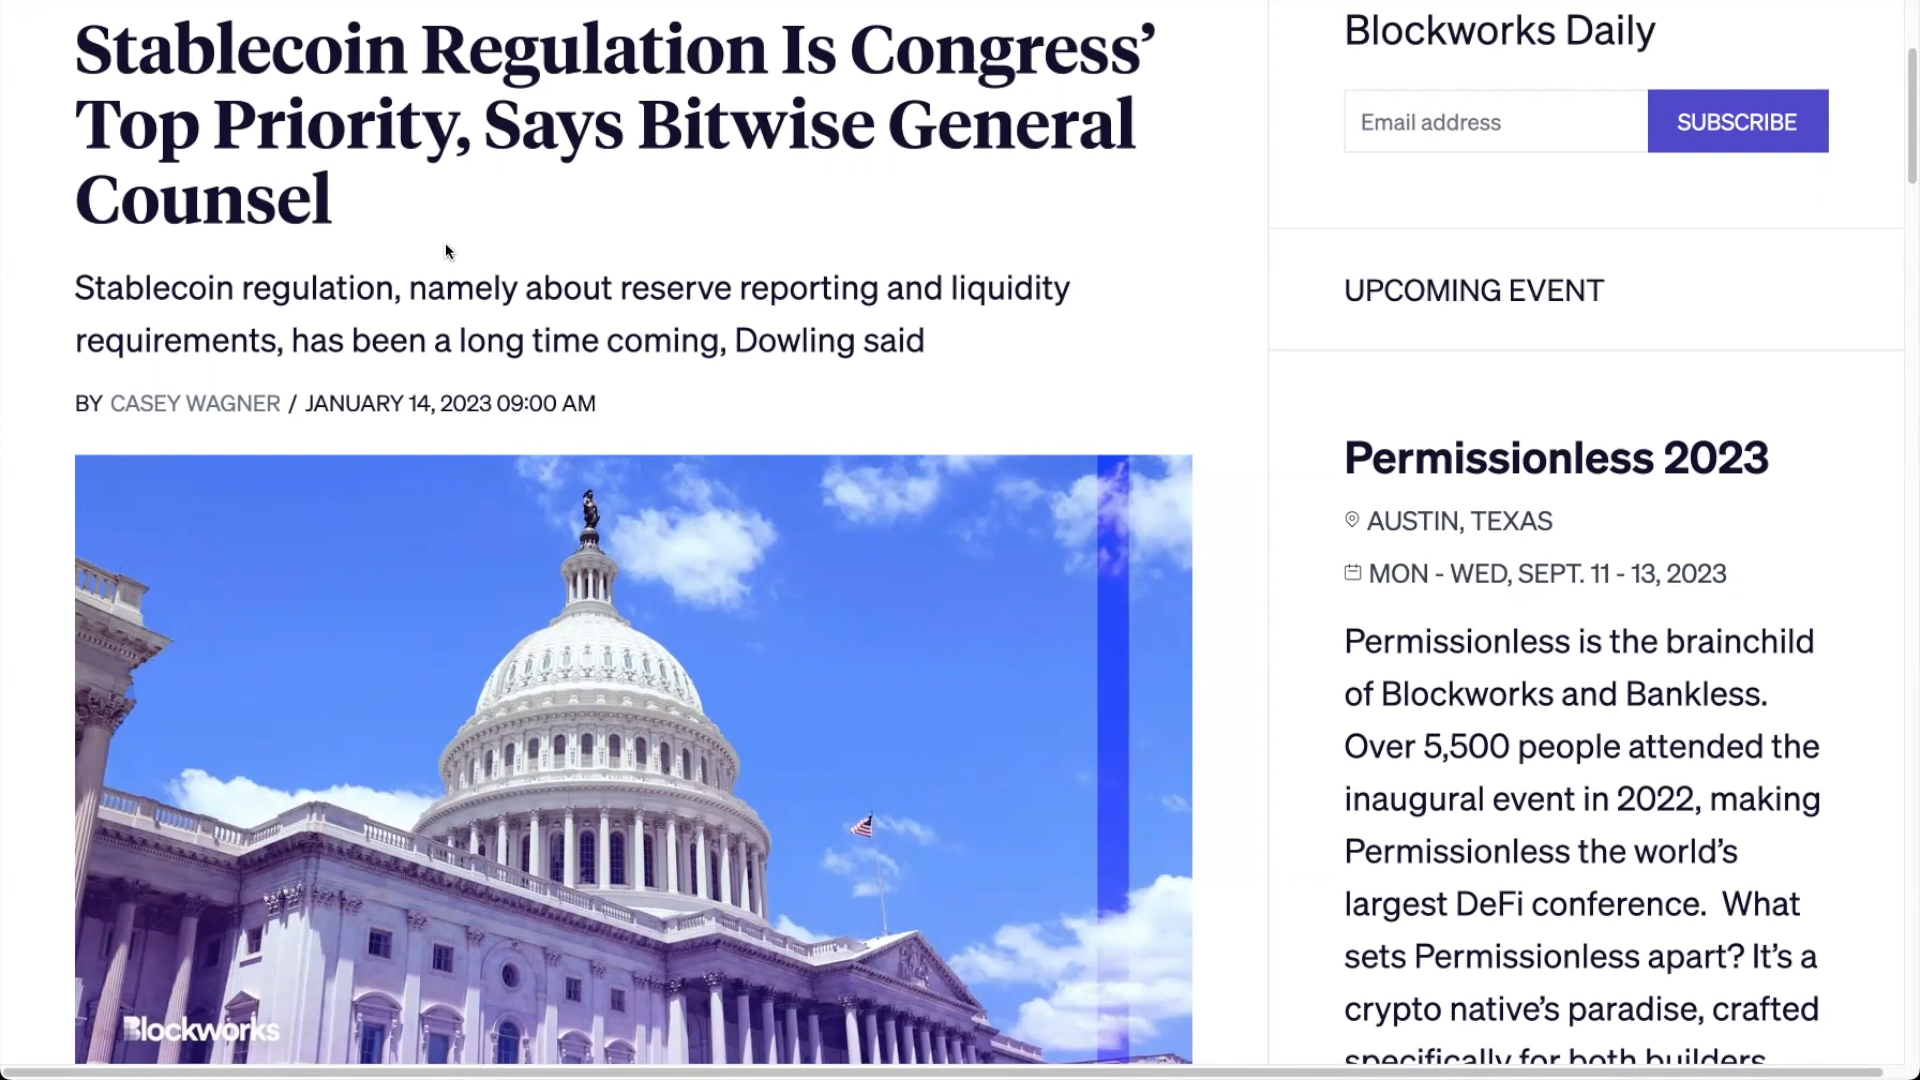 Stablecoin Regulation Is Congress’
Top Priority, Says Bitwise General
Counsel
Stablecoin regulation, namely about reserve reporting and liquidity
requirements, has been a long time coming, Dowling said
BY CASEY WAGNER / JANUARY 14, 2023 09:00 AM
Blockworks
Blockworks Daily
Email address
SUBSCRIBE
UPCOMING EVENT
Permissionless 2023
AUSTIN, TEXAS
MON - WED, SEPT. 11 - 13, 2023
Permissionless is the brainchild
of Blockworks and Bankless.
Over 5,500 people attended the
inaugural event in 2022, making
Permissionless the world’s
largest DeFi conference.  What
sets Permissionless apart? It’s a
crypto native’s paradise, crafted
specifically for both builders